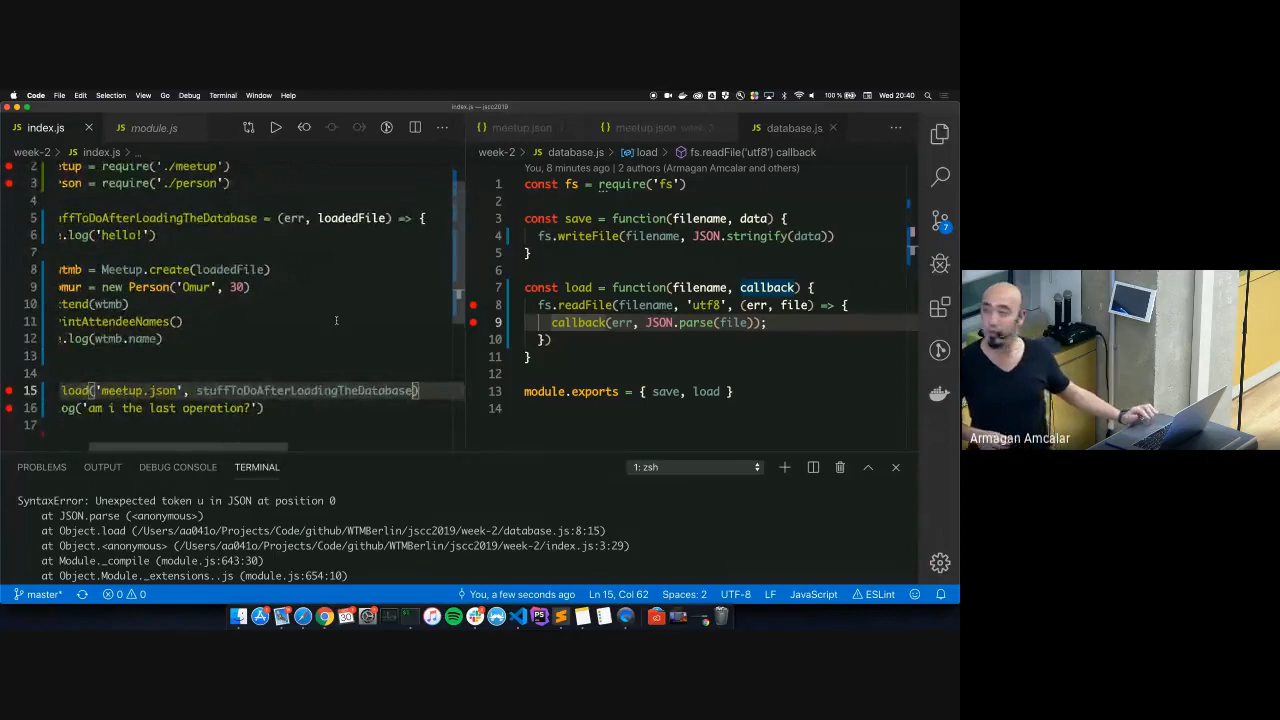 Code File Edit Selection View Go Debug Terminal Window Help
100 % Wed 20:40
index.js — jscc2019
index.js module.js
week-2 > index.js > ...
2 etup = require('./meetup')
3 rson = require('./person')
4
5 uffToDoAfterLoadingTheDatabase = (err, loadedFile) => {
6 e.log('hello!')
7
8 wtmb = Meetup.create(loadedFile)
9 omur = new Person('Omur', 30)
10 tend(wtmb)
11 intAttendeeNames()
12 e.log(wtmb.name)
13
14
15 load('meetup.json', stuffToDoAfterLoadingTheDatabase)
16 og('am i the last operation?')
17
meetup.json meetup.json week-2 database.js
week-2 > database.js > load > fs.readFile('utf8') callback
You, 8 minutes ago | 2 authors (Armagan Amcalar and others)
1 const fs = require('fs')
2
3 const save = function(filename, data) {
4 fs.writeFile(filename, JSON.stringify(data))
5 }
6
7 const load = function(filename, callback) {
8 fs.readFile(filename, 'utf8', (err, file) => {
9 callback(err, JSON.parse(file));
10 })
11 }
12
13 module.exports = { save, load }
14
7
PROBLEMS OUTPUT DEBUG CONSOLE TERMINAL 1: zsh
SyntaxError: Unexpected token u in JSON at position 0
at JSON.parse (<anonymous>)
at Object.load (/Users/aa041o/Projects/Code/github/WTMBerlin/jscc2019/week-2/database.js:8:15)
at Object.<anonymous> (/Users/aa041o/Projects/Code/github/WTMBerlin/jscc2019/week-2/index.js:3:29)
at Module._compile (module.js:643:30)
at Object.Module._extensions..js (module.js:654:10)
master* 0 0 You, a few seconds ago Ln 15, Col 62 Spaces: 2 UTF-8 LF JavaScript ESLint
Armagan Amcalar